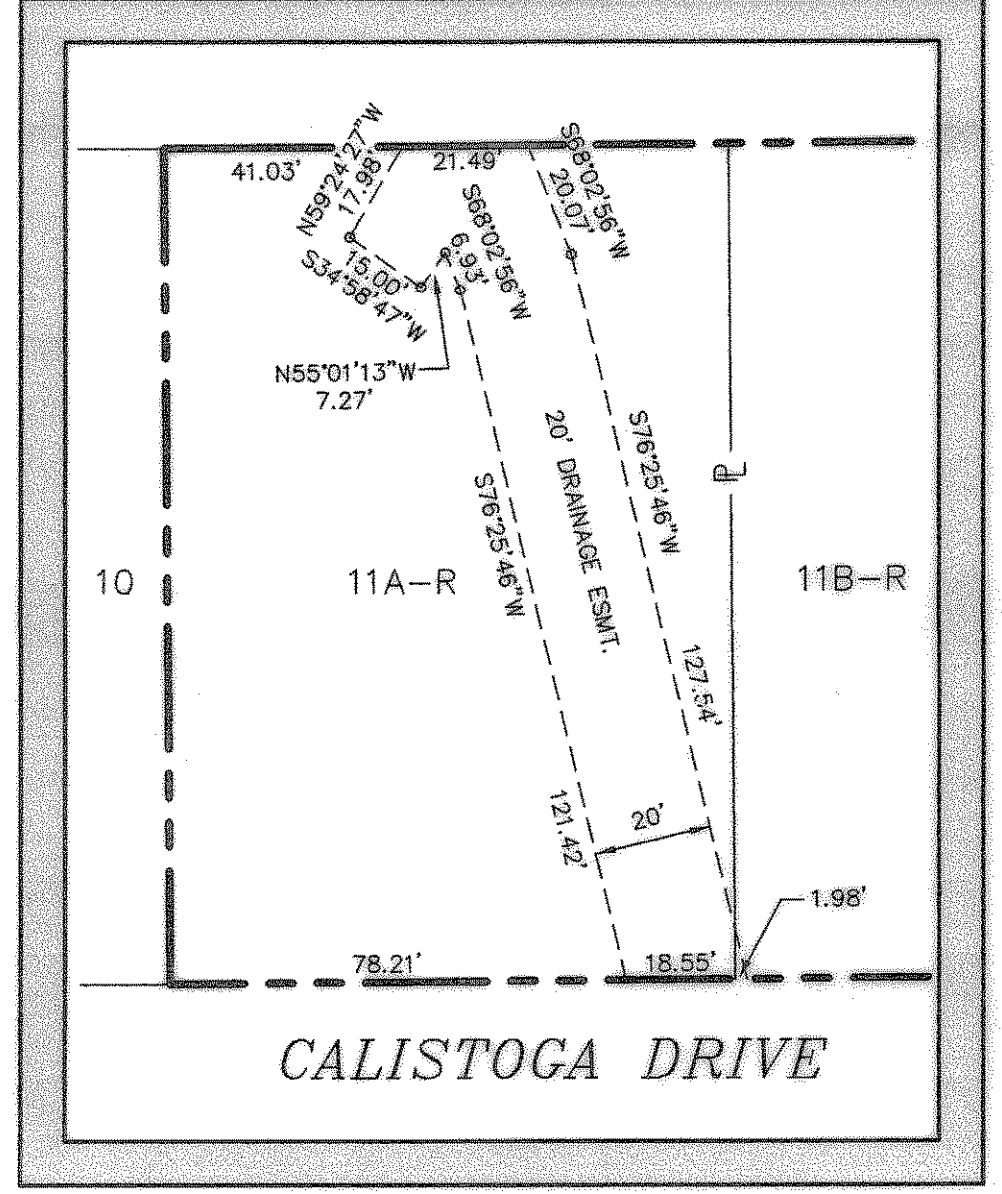 41.03'
N59°24'27"W
17.98'
21.49'
S68°02'56"W
20.07'
S68°02'56"W
6.93'
15.00'
S34°58'47"W
N55°01'13"W
7.27'
20' DRAINAGE ESMT.
S76°25'46"W
S76°25'46"W
PL
10
11A-R
11B-R
127.54'
121.42'
20'
1.98'
78.21'
18.55'
CALISTOGA DRIVE